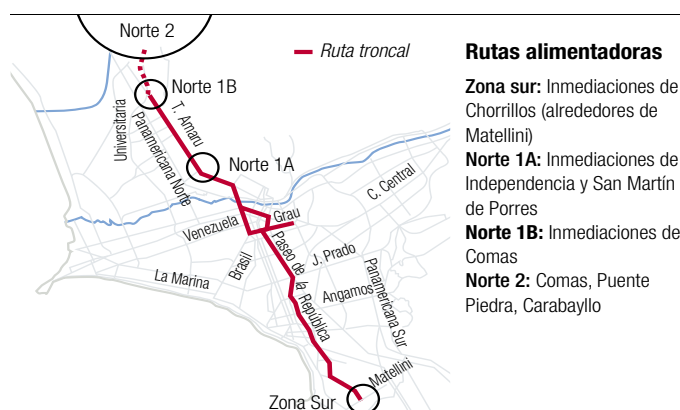 Norte 2
Ruta troncal
Norte 1B
T. Amaru
Universitaria
Panamericana Norte
Norte 1A
C. Central
Grau
Venezuela
Paseo de la República
J. Prado
Brasil
La Marina
Angamos
Panamericana Sur
Matellini
Zona Sur
Rutas alimentadoras
Zona sur: Inmediaciones de
Chorrillos (alrededores de
Matellini)
Norte 1A: Inmediaciones de
Independencia y San Martín
de Porres
Norte 1B: Inmediaciones de
Comas
Norte 2: Comas, Puente
Piedra, Carabayllo